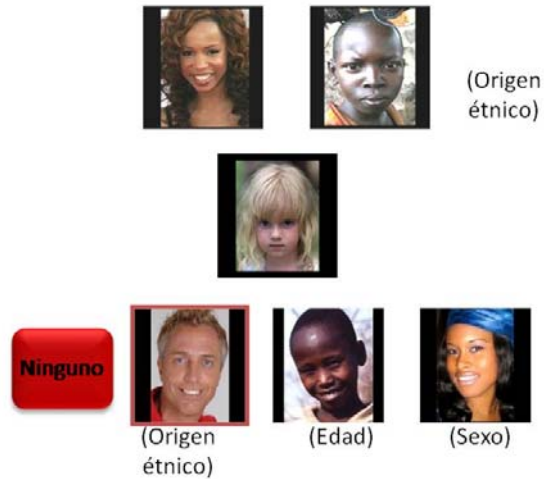 (Origen
étnico)
Ninguno
(Origen
étnico)
(Edad)
(Sexo)